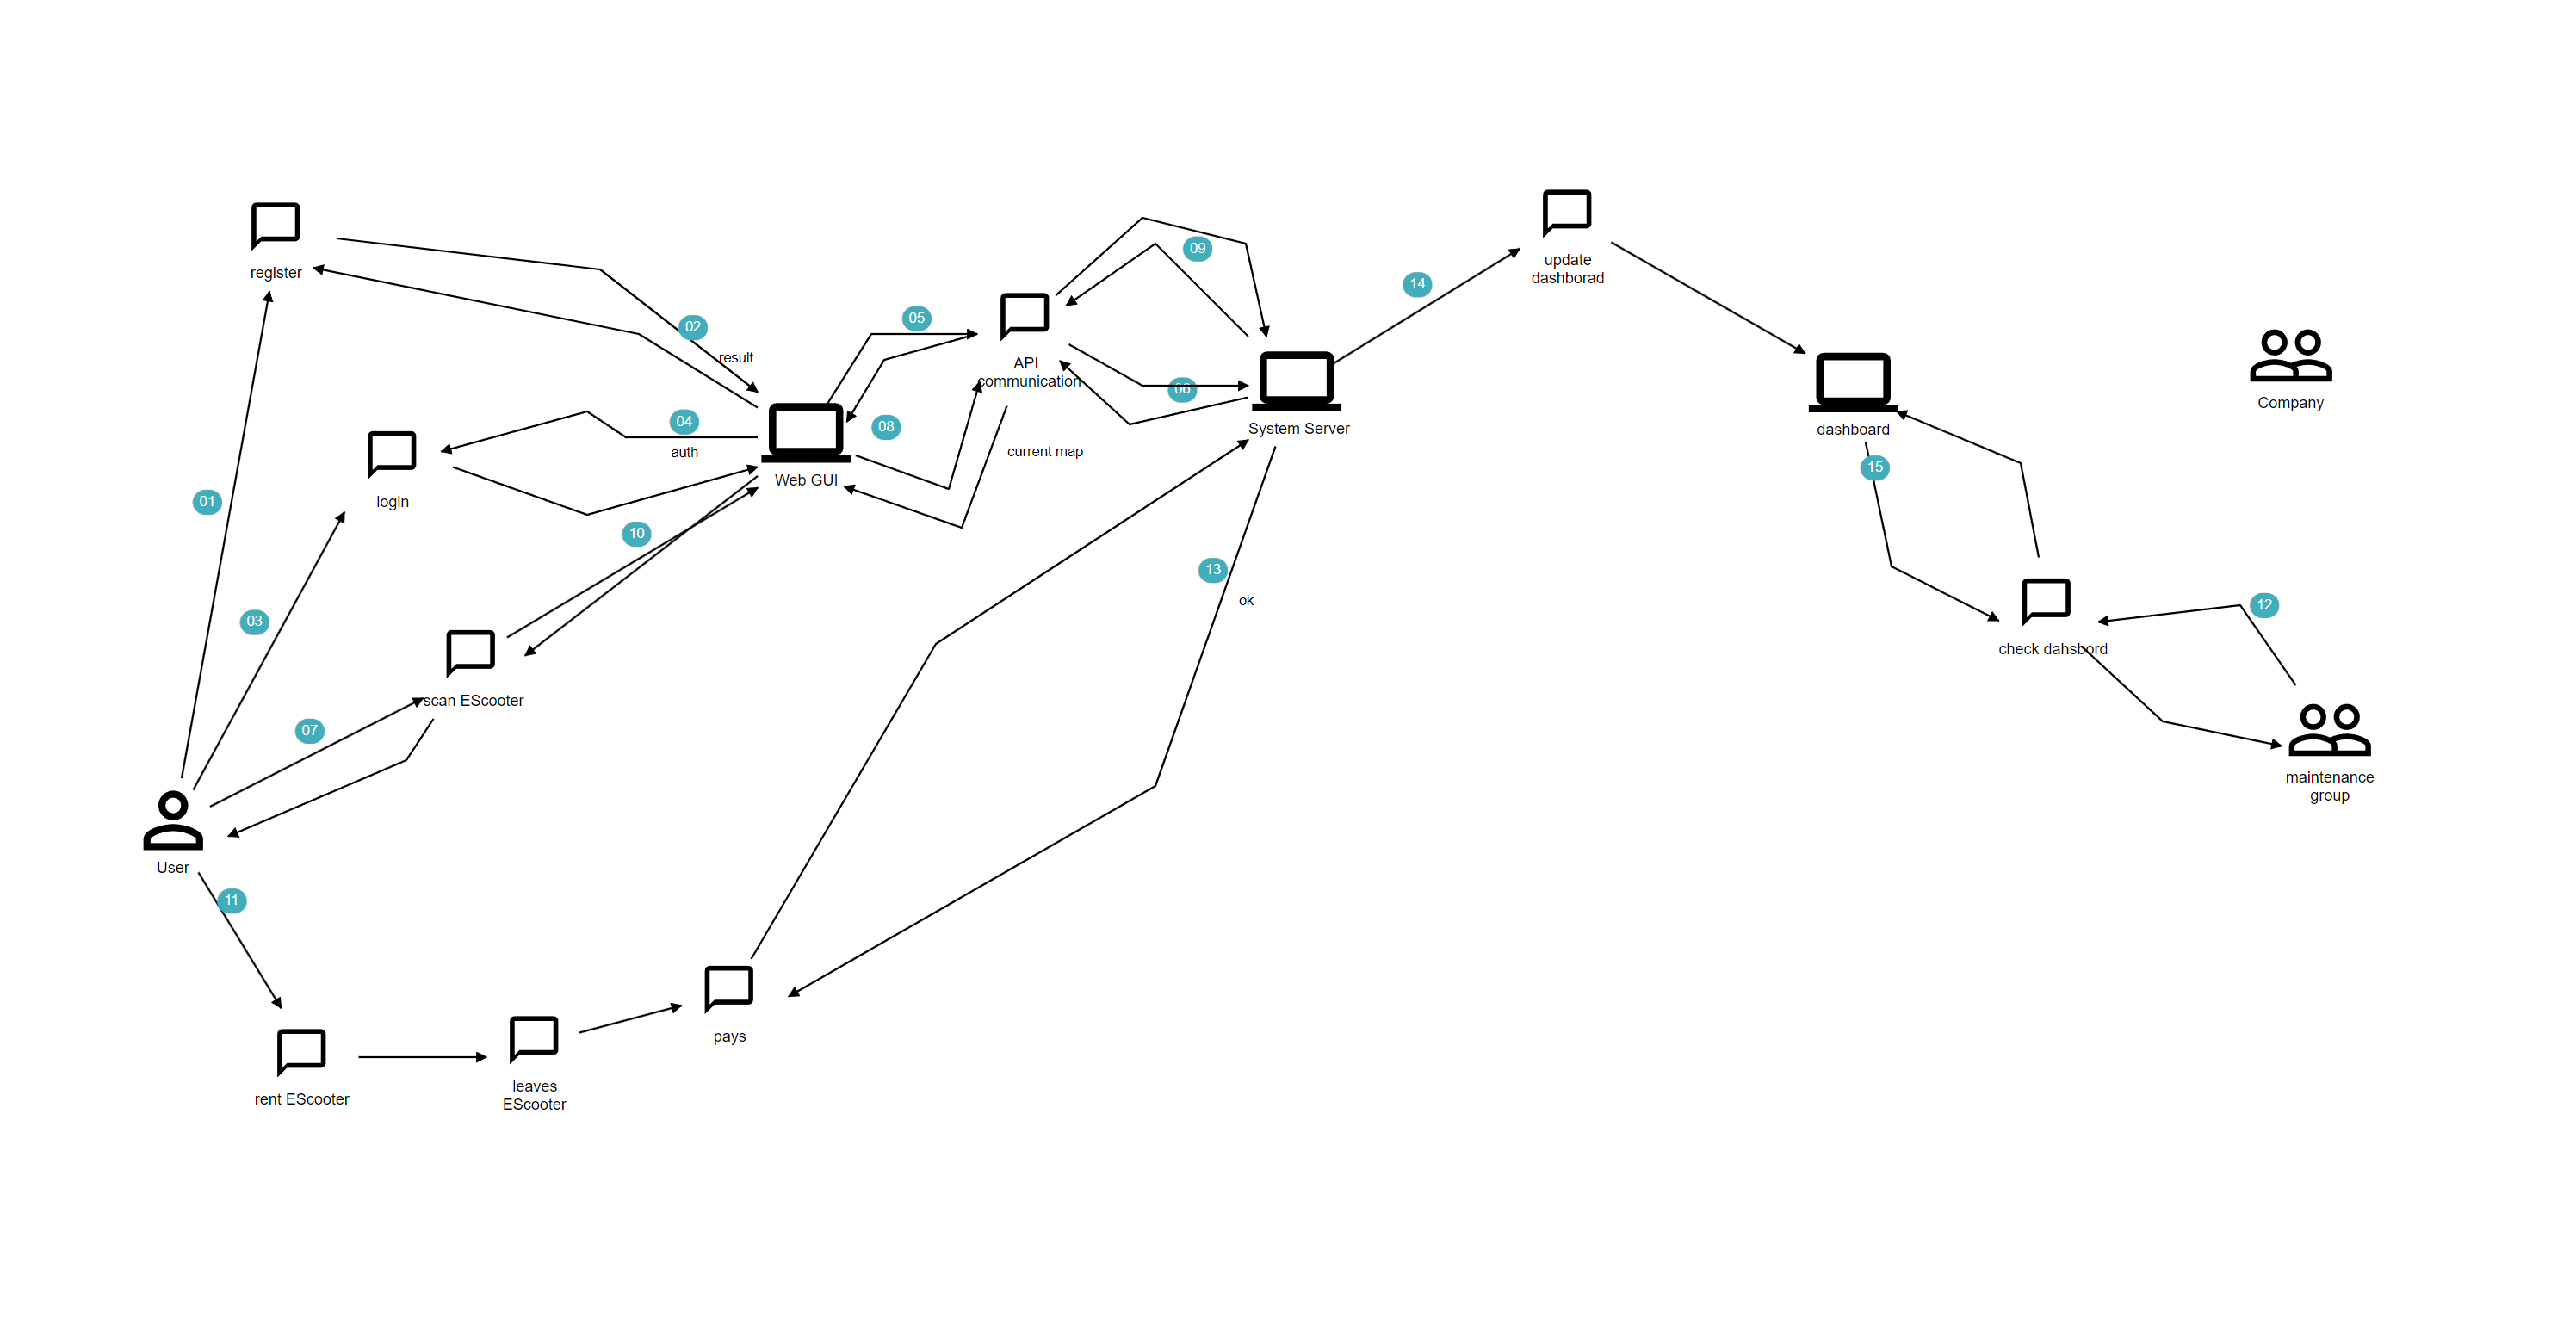 update
dashborad
09
register
14
05
02
result
API
communication
06
08
Company
04
auth
current map
System Server
dashboard
15
login
01
Web GUI
10
13
ok
12
03
check dahsbord
scan EScooter
07
maintenance
group
User
11
pays
leaves
EScooter
rent EScooter